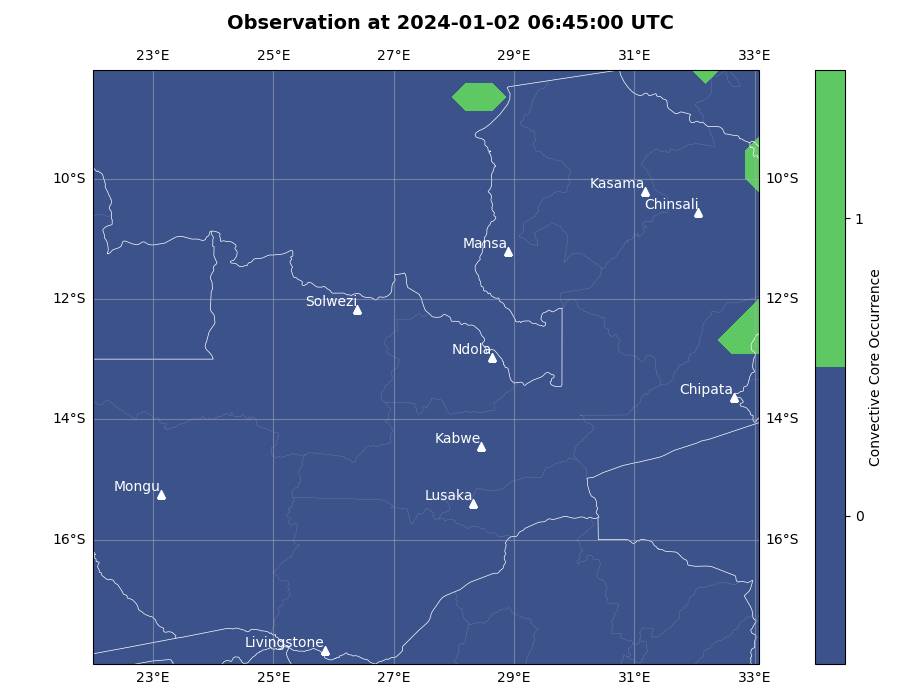 Observation at 2024-01-02 06:45:00 UTC
23°E 25°E 27°E 29°E 31°E 33°E
10°S 10°S
Kasama
Chinsali
Mansa
12°S 12°S
Solwezi
Ndola
Chipata
14°S 14°S
Kabwe
Mongu
Lusaka
16°S 16°S
Livingstone
23°E 25°E 27°E 29°E 31°E 33°E
1
0
Convective Core Occurrence